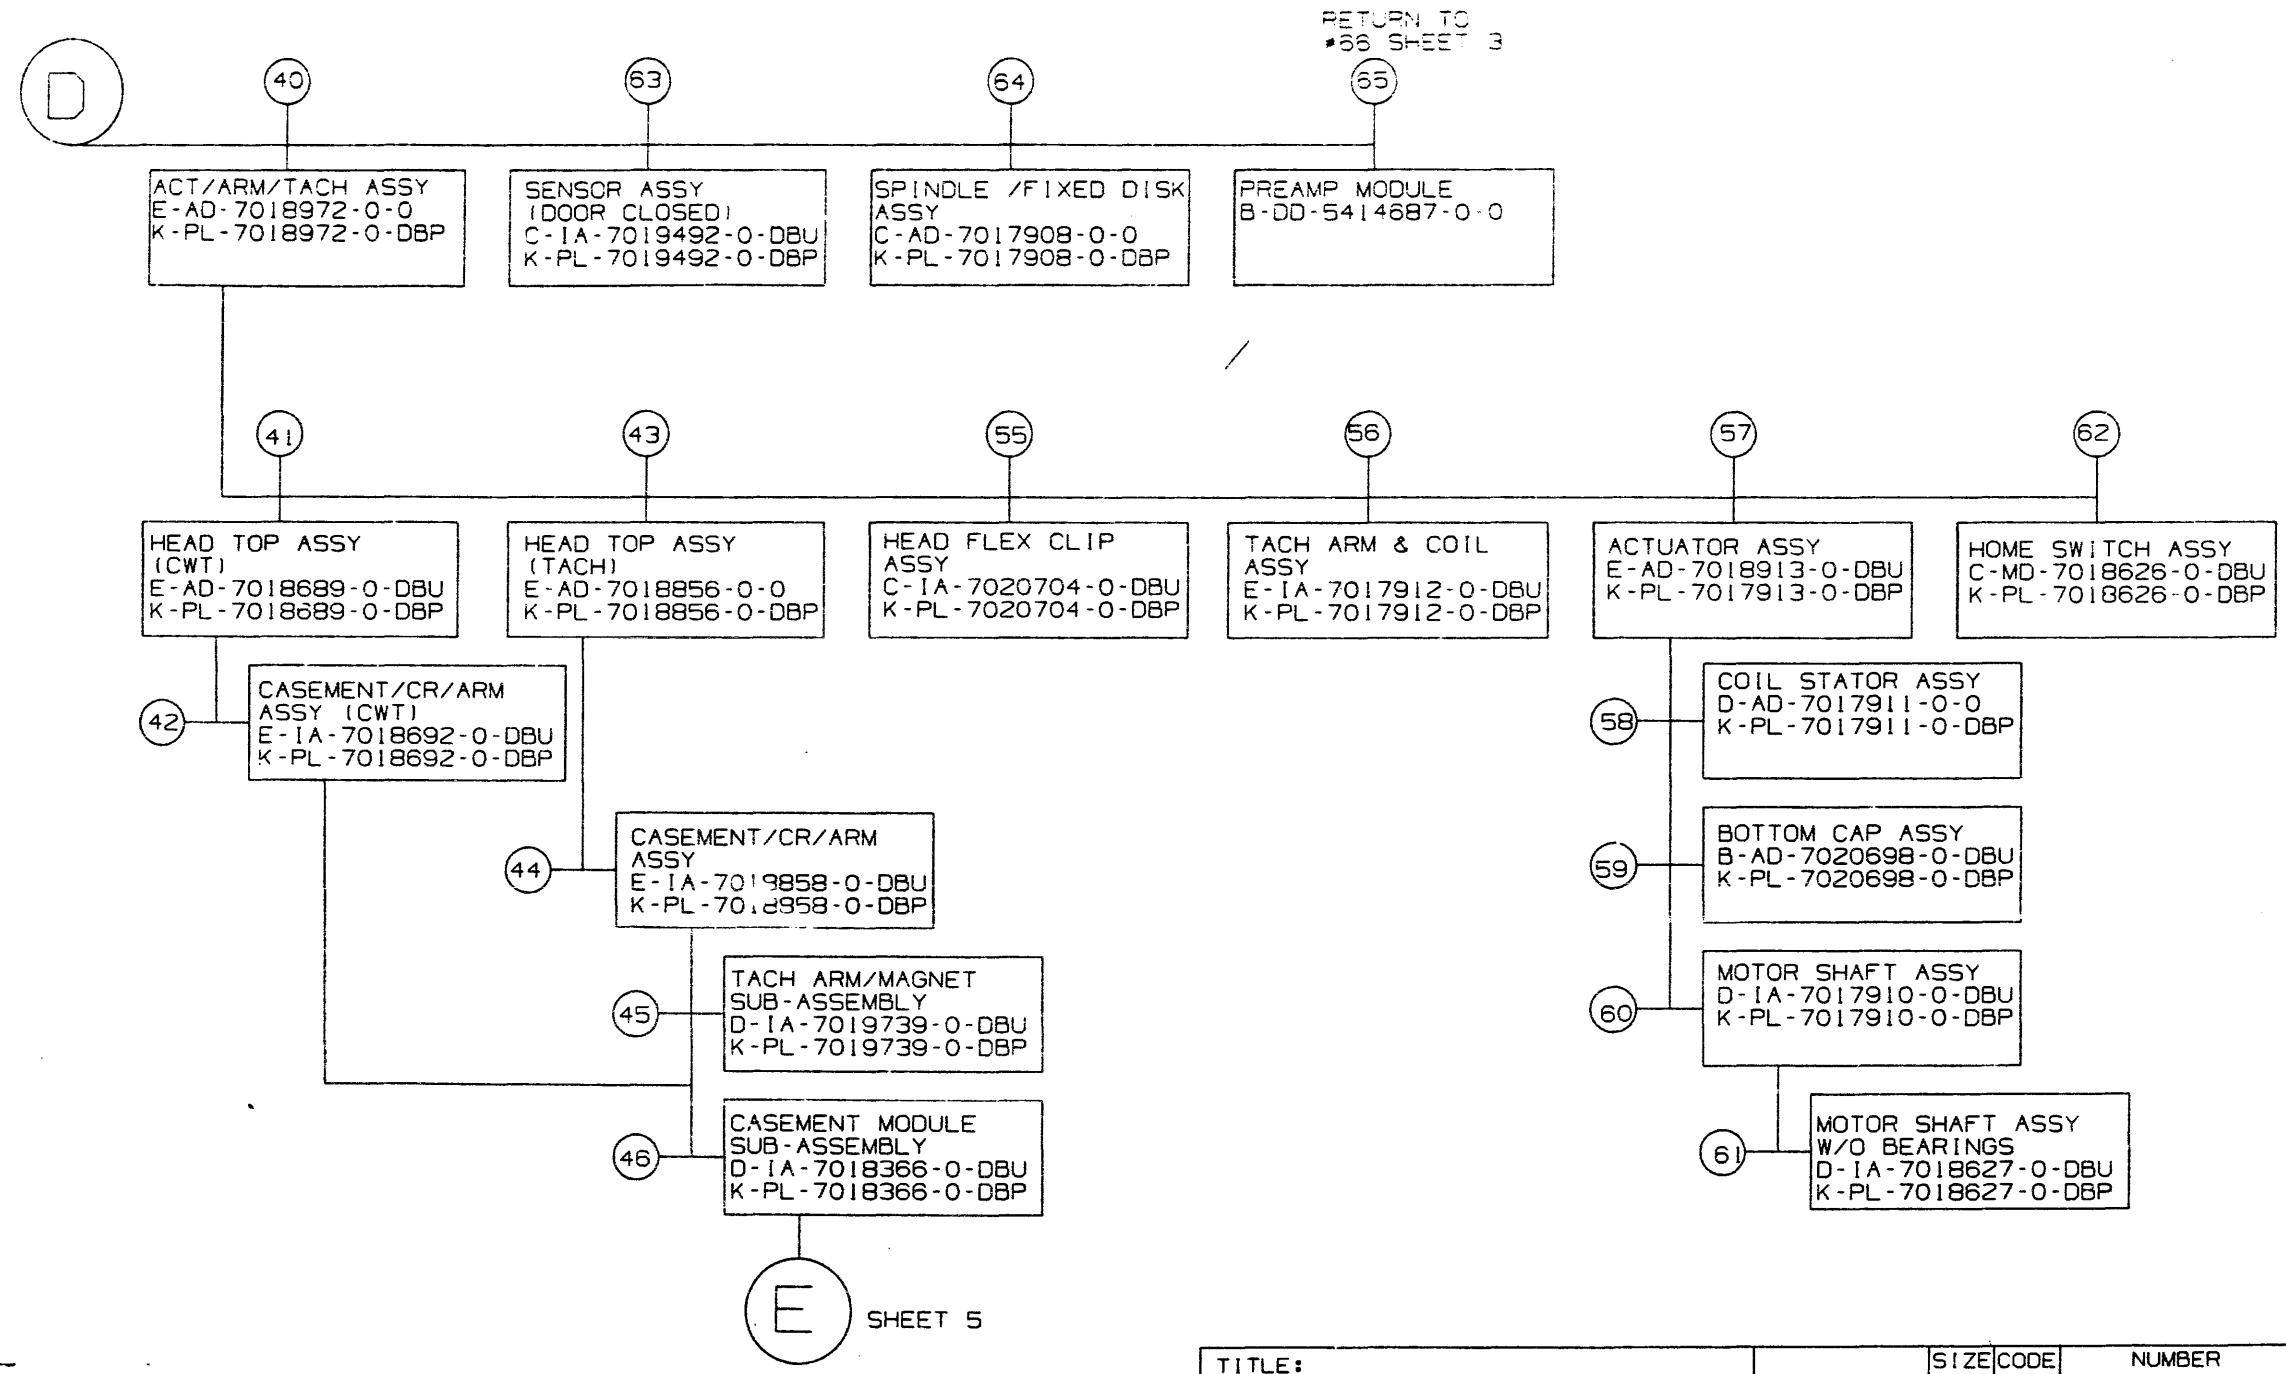 RETURN TO
#66 SHEET 3
D
40
63
64
65
ACT/ARM/TACH ASSY
E-AD-7018972-0-0
K-PL-7018972-0-DBP
SENSOR ASSY
(DOOR CLOSED)
C-IA-7019492-0-DBU
K-PL-7019492-0-DBP
SPINDLE /FIXED DISK
ASSY
C-AD-7017908-0-0
K-PL-7017908-0-DBP
PREAMP MODULE
B-DD-5414687-0-0
41
43
55
56
57
62
HEAD TOP ASSY
(CWT)
E-AD-7018689-0-DBU
K-PL-7018689-0-DBP
HEAD TOP ASSY
(TACH)
E-AD-7018856-0-0
K-PL-7018856-0-DBP
HEAD FLEX CLIP
ASSY
C-IA-7020704-0-DBU
K-PL-7020704-0-DBP
TACH ARM & COIL
ASSY
E-IA-7017912-0-DBU
K-PL-7017912-0-DBP
ACTUATOR ASSY
E-AD-7018913-0-DBU
K-PL-7017913-0-DBP
HOME SWITCH ASSY
C-MD-7018626-0-DBU
K-PL-7018626-0-DBP
42
CASEMENT/CR/ARM
ASSY (CWT)
E-IA-7018692-0-DBU
K-PL-7018692-0-DBP
58
COIL STATOR ASSY
D-AD-7017911-0-0
K-PL-7017911-0-DBP
44
CASEMENT/CR/ARM
ASSY
59
BOTTOM CAP ASSY
B-AD-7020698-0-DBU
K-PL-7020698-0-DBP
45
TACH ARM/MAGNET
SUB-ASSEMBLY
D-IA-7019739-0-DBU
K-PL-7019739-0-DBP
60
MOTOR SHAFT ASSY
D-IA-7017910-0-DBU
K-PL-7017910-0-DBP
46
CASEMENT MODULE
SUB-ASSEMBLY
D-IA-7018366-0-DBU
K-PL-7018366-0-DBP
61
MOTOR SHAFT ASSY
W/O BEARINGS
D-IA-7018627-0-DBU
K-PL-7018627-0-DBP
E
SHEET 5
TITLE:
SIZE CODE NUMBER